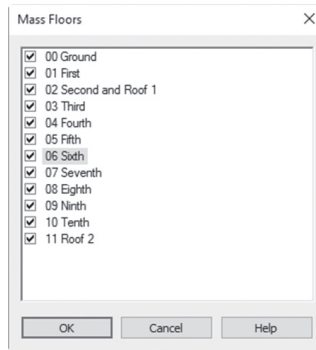 Mass Floors
00 Ground
01 First
02 Second and Roof 1
03 Third
04 Fourth
05 Fifth
06 Sixth
07 Seventh
08 Eighth
09 Ninth
10 Tenth
11 Roof 2
OK Cancel Help